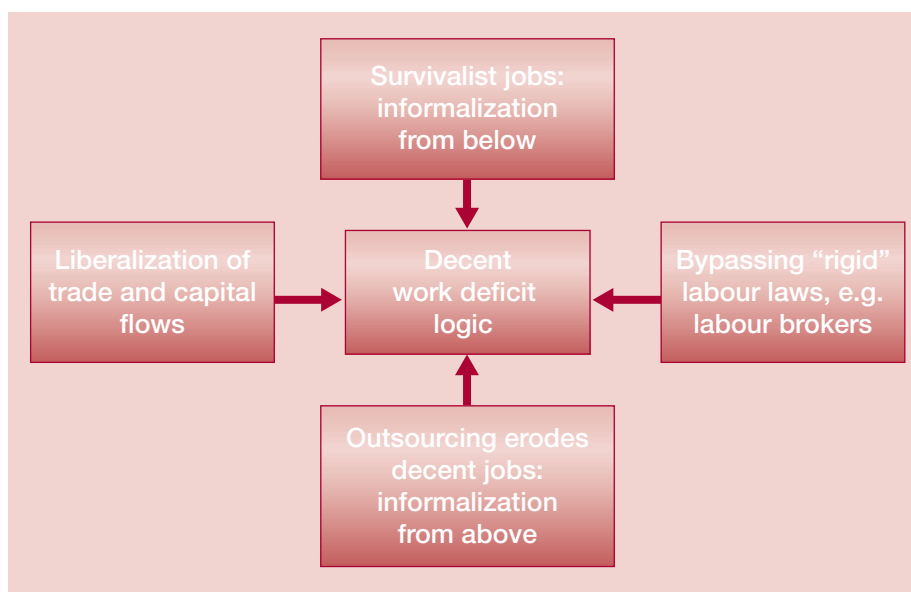 Survivalist jobs:
informalization
from below
Liberalization of
trade and capital
flows
Decent
work deficit
logic
Bypassing “rigid”
labour laws, e.g.
labour brokers
Outsourcing erodes
decent jobs:
informalization
from above